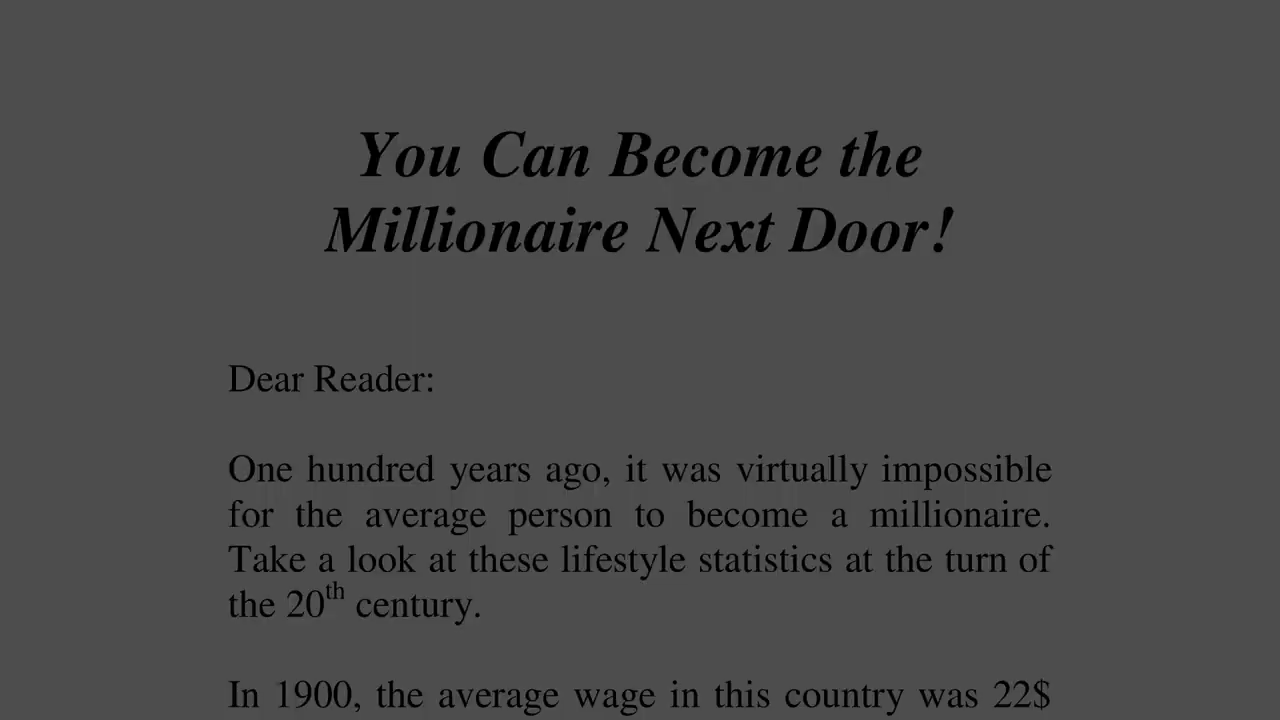 You Can Become the
Millionaire Next Door!
Dear Reader:
One hundred years ago, it was virtually impossible
for the average person to become a millionaire.
Take a look at these lifestyle statistics at the turn of
the 20th century.
In 1900, the average wage in this country was 22$